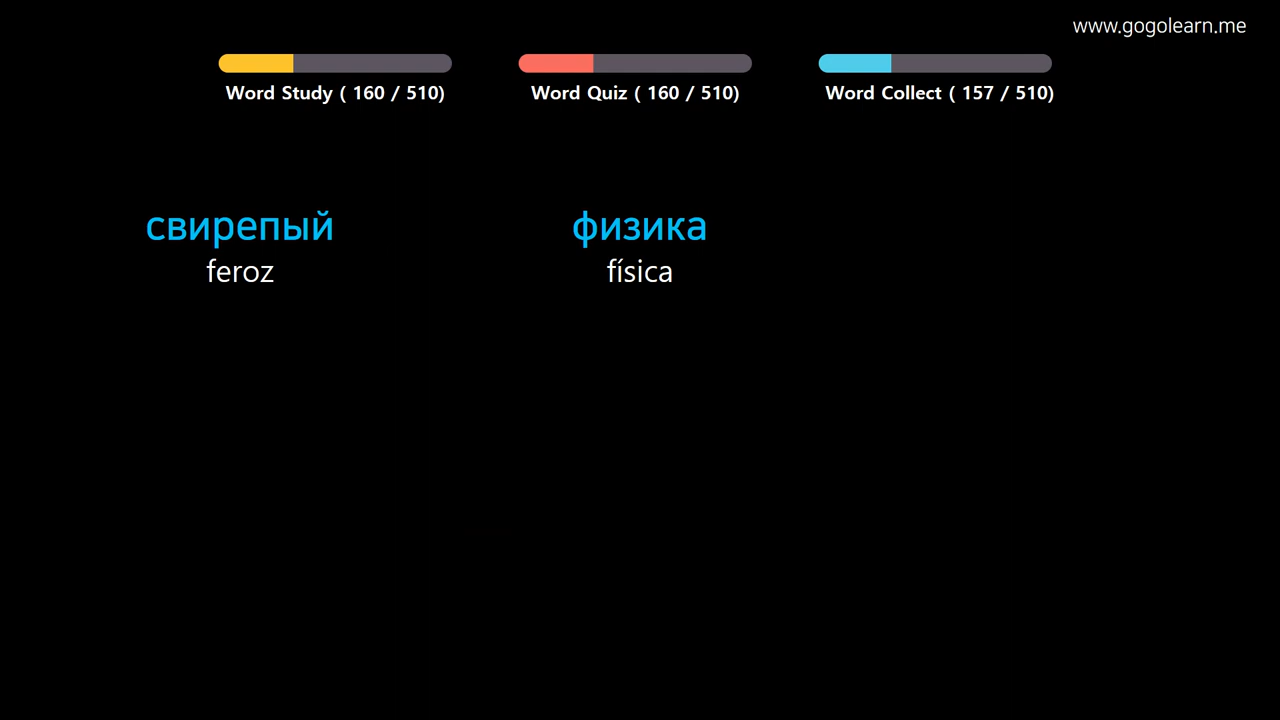 www.gogolearn.me
Word Study ( 160 / 510)
Word Quiz ( 160 / 510)
Word Collect ( 157 / 510)
свирепый
feroz
физика
física